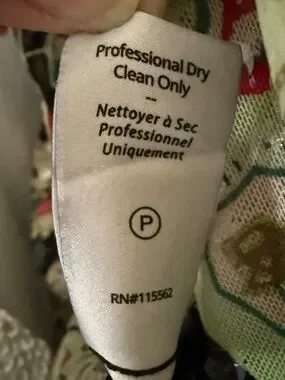 Professional Dry
Clean Only
–
Nettoyer à Sec
Professionnel
Uniquement
P
RN#115562